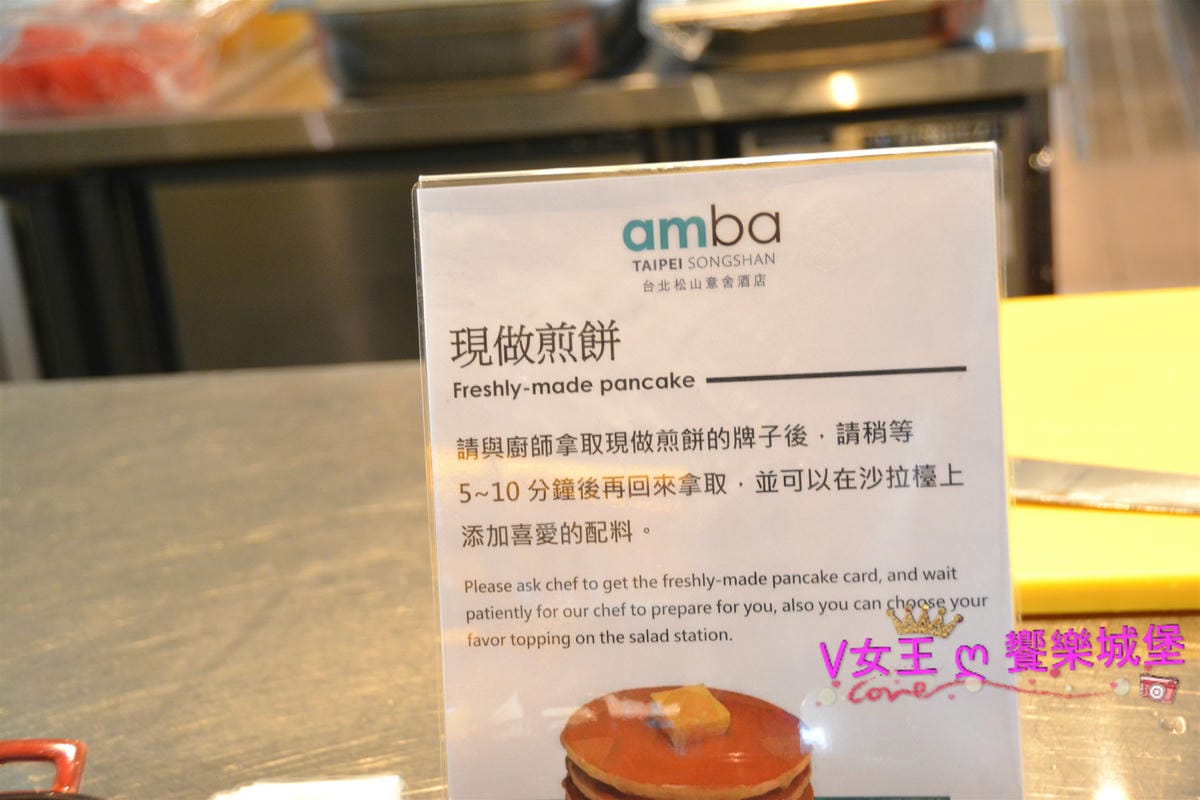 amba
TAIPEI SONGSHAN
台北松山意舍酒店
現做煎餅
Freshly-made pancake
請與廚師拿取現做煎餅的牌子後，請稍等
5~10 分鐘後再回來拿取，並可以在沙拉檯上
添加喜愛的配料。
Please ask chef to get the freshly-made pancake card, and wait
patiently for our chef to prepare for you, also you can choose your
favor topping on the salad station.
V女王 ღ 饗樂城堡
Love